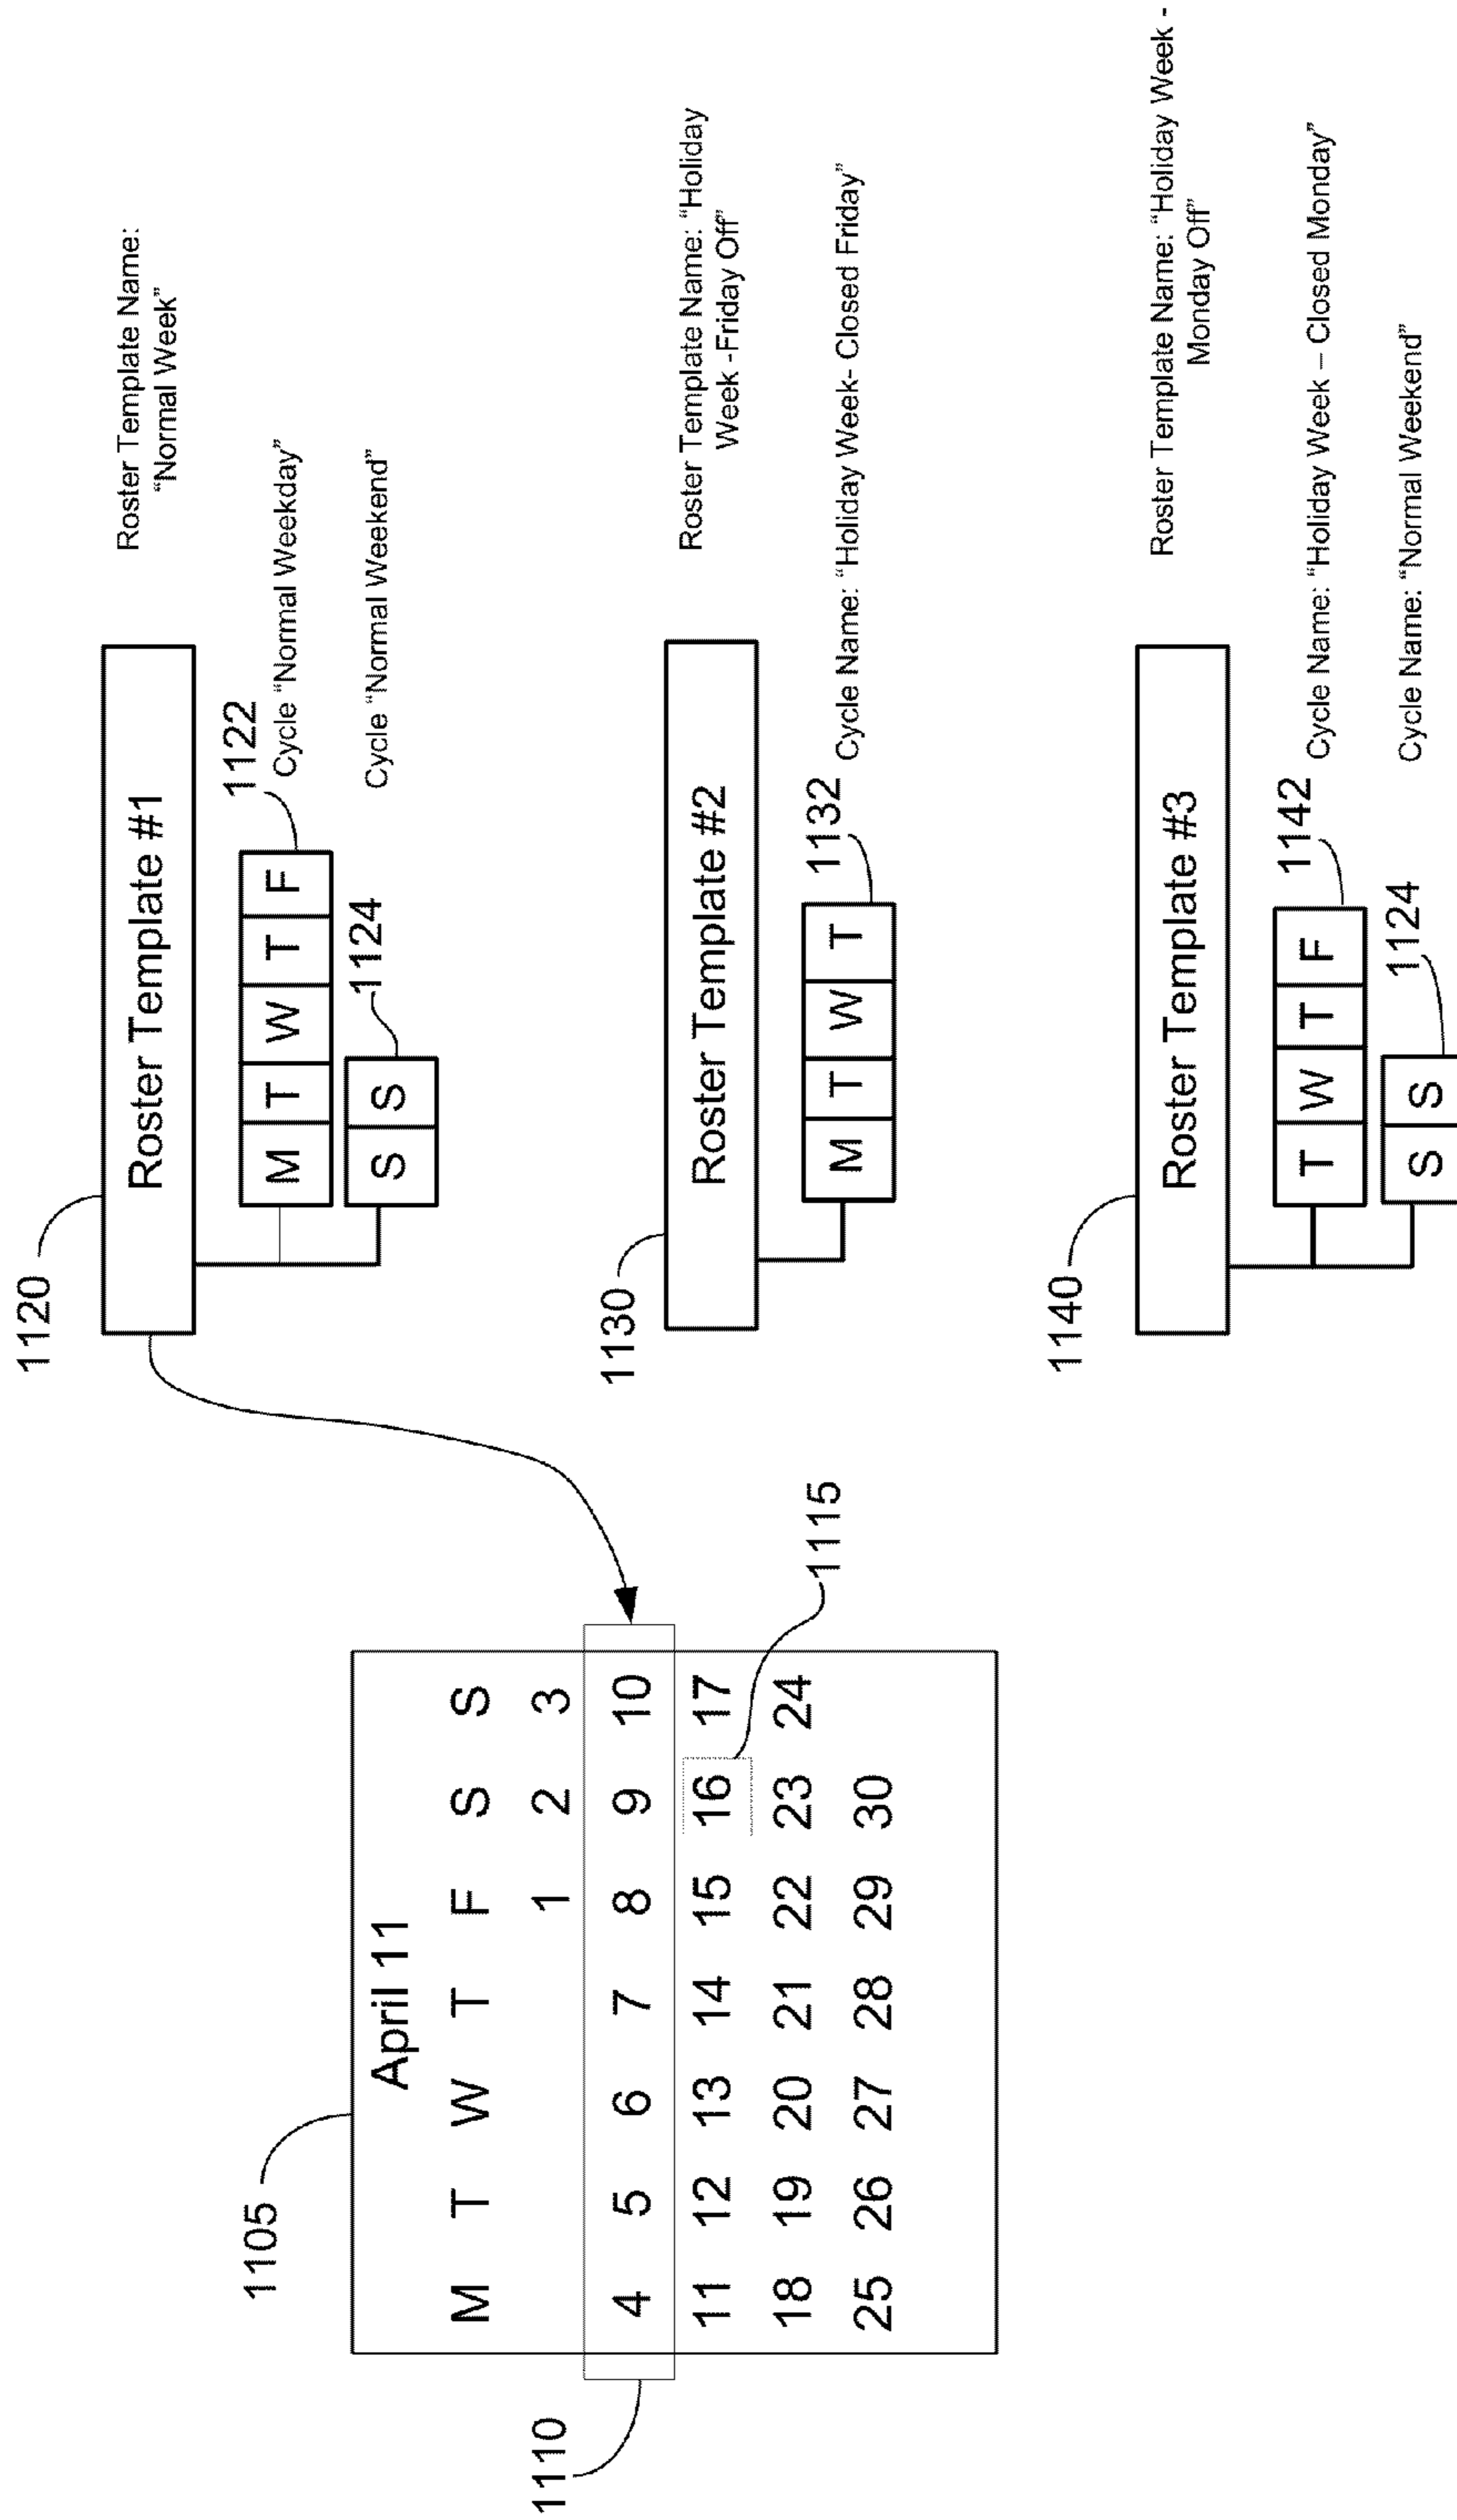 1120
Roster Template #1
Roster Template Name:
“Normal Week”
1122
M T W T F
Cycle “Normal Weekday”
1124
S S
Cycle “Normal Weekend”
1105
April 11
M T W T F S S
1 2 3
1110
4 5 6 7 8 9 10
11 12 13 14 15 16 17
18 19 20 21 22 23 24
25 26 27 28 29 30
1115
1130
Roster Template #2
Roster Template Name: “Holiday
Week -Friday Off”
1132
M T W T
Cycle Name: “Holiday Week- Closed Friday”
1140
Roster Template #3
Roster Template Name: “Holiday Week -
Monday Off”
1142
T W T F
Cycle Name: “Holiday Week – Closed Monday”
1124
S S
Cycle Name: “Normal Weekend”